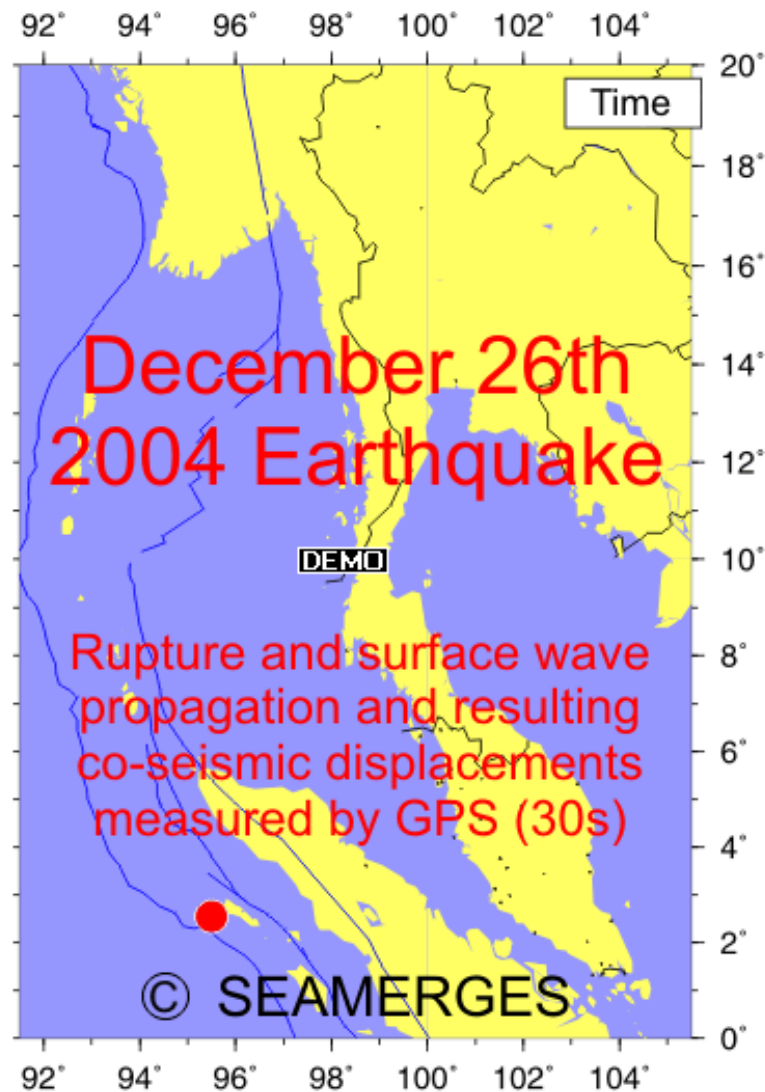 92° 94° 96° 98° 100° 102° 104°
20°
Time
18°
16°
14°
December 26th
2004 Earthquake
12°
DEMO
10°
Rupture and surface wave
8°
propagation and resulting
6°
co-seismic displacements
measured by GPS (30s)
4°
2°
© SEAMERGES
0°
92° 94° 96° 98° 100° 102° 104°